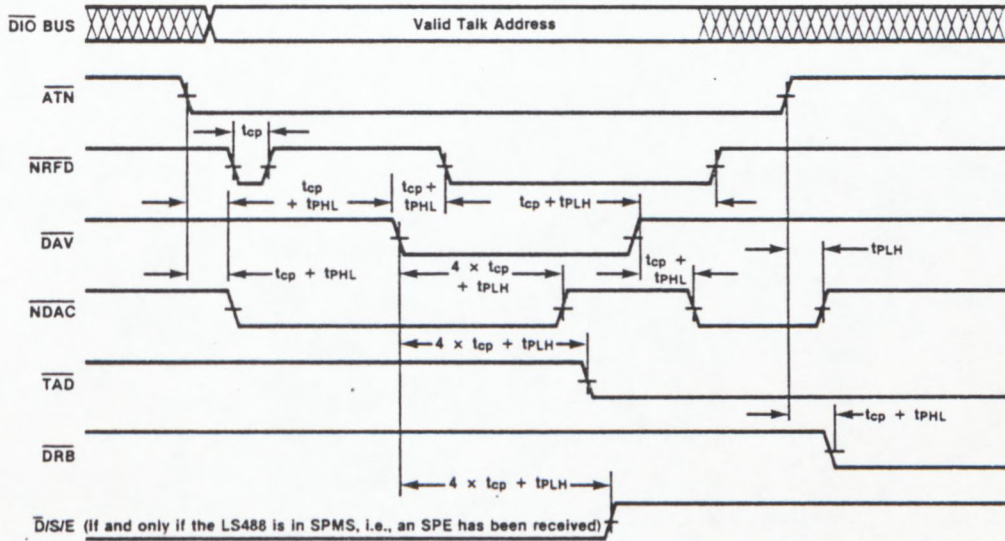 DIO BUS
Valid Talk Address
ATN
tcp
NRFD
tcp
+ tPHL
tcp +
tPHL
tcp + tPLH
DAV
tPLH
tcp + tPHL
4 × tcp
+ tPLH
tcp +
tPHL
NDAC
4 × tcp + tPLH
TAD
tcp + tPHL
DRB
4 × tcp + tPLH
D/S/E (If and only if the LS488 is in SPMS, i.e., an SPE has been received)